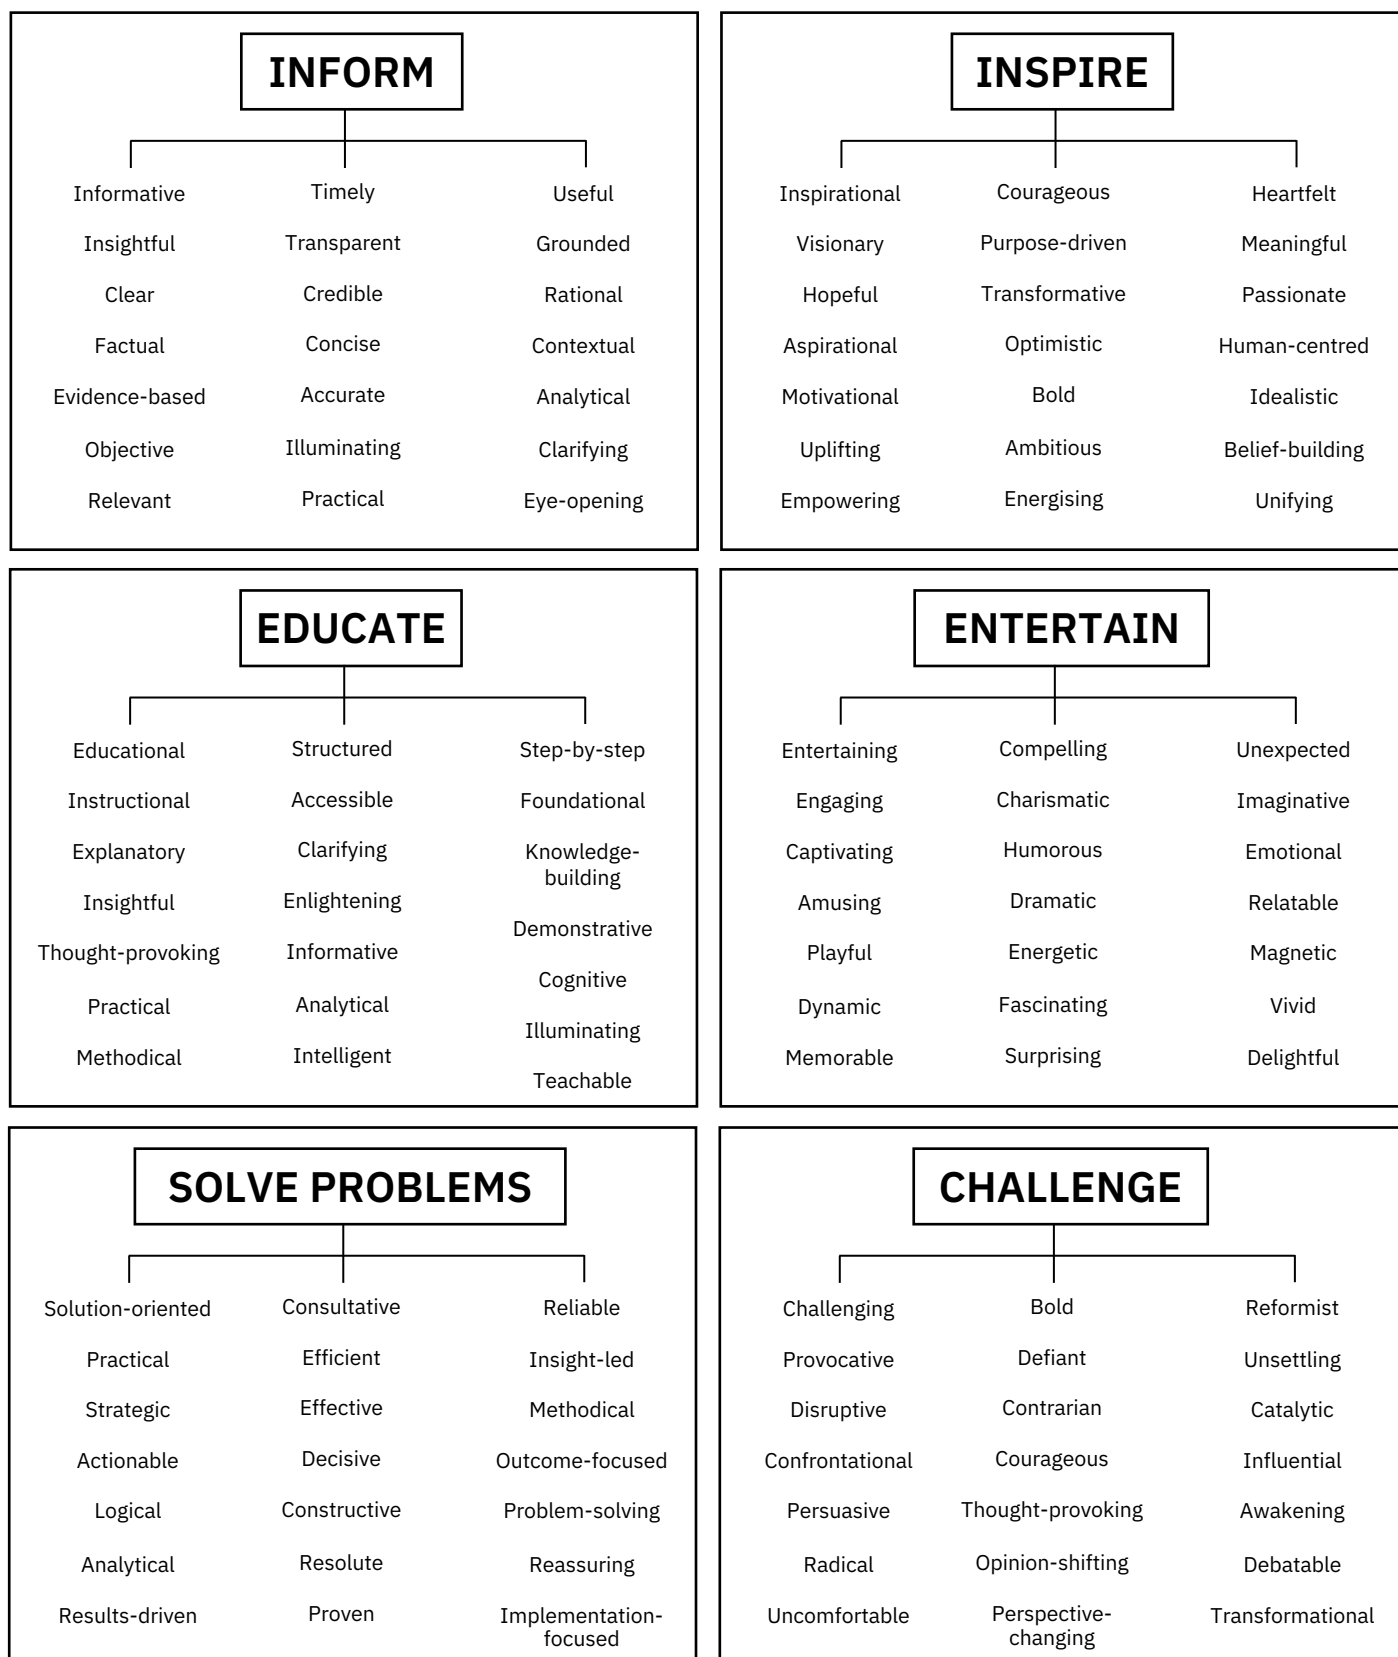 INFORM
Informative
Insightful
Clear
Factual
Evidence-based
Objective
Relevant
Timely
Transparent
Credible
Concise
Accurate
Illuminating
Practical
Useful
Grounded
Rational
Contextual
Analytical
Clarifying
Eye-opening
INSPIRE
Inspirational
Visionary
Hopeful
Aspirational
Motivational
Uplifting
Empowering
Courageous
Purpose-driven
Transformative
Optimistic
Bold
Ambitious
Energising
Heartfelt
Meaningful
Passionate
Human-centred
Idealistic
Belief-building
Unifying
EDUCATE
Educational
Instructional
Explanatory
Insightful
Thought-provoking
Practical
Methodical
Structured
Accessible
Clarifying
Enlightening
Informative
Analytical
Intelligent
Step-by-step
Foundational
Knowledge-
building
Demonstrative
Cognitive
Illuminating
Teachable
ENTERTAIN
Entertaining
Engaging
Captivating
Amusing
Playful
Dynamic
Memorable
Compelling
Charismatic
Humorous
Dramatic
Energetic
Fascinating
Surprising
Unexpected
Imaginative
Emotional
Relatable
Magnetic
Vivid
Delightful
SOLVE PROBLEMS
Solution-oriented
Practical
Strategic
Actionable
Logical
Analytical
Results-driven
Consultative
Efficient
Effective
Decisive
Constructive
Resolute
Proven
Reliable
Insight-led
Methodical
Outcome-focused
Problem-solving
Reassuring
Implementation-
focused
CHALLENGE
Challenging
Provocative
Disruptive
Confrontational
Persuasive
Radical
Uncomfortable
Bold
Defiant
Contrarian
Courageous
Thought-provoking
Opinion-shifting
Perspective-
changing
Reformist
Unsettling
Catalytic
Influential
Awakening
Debatable
Transformational